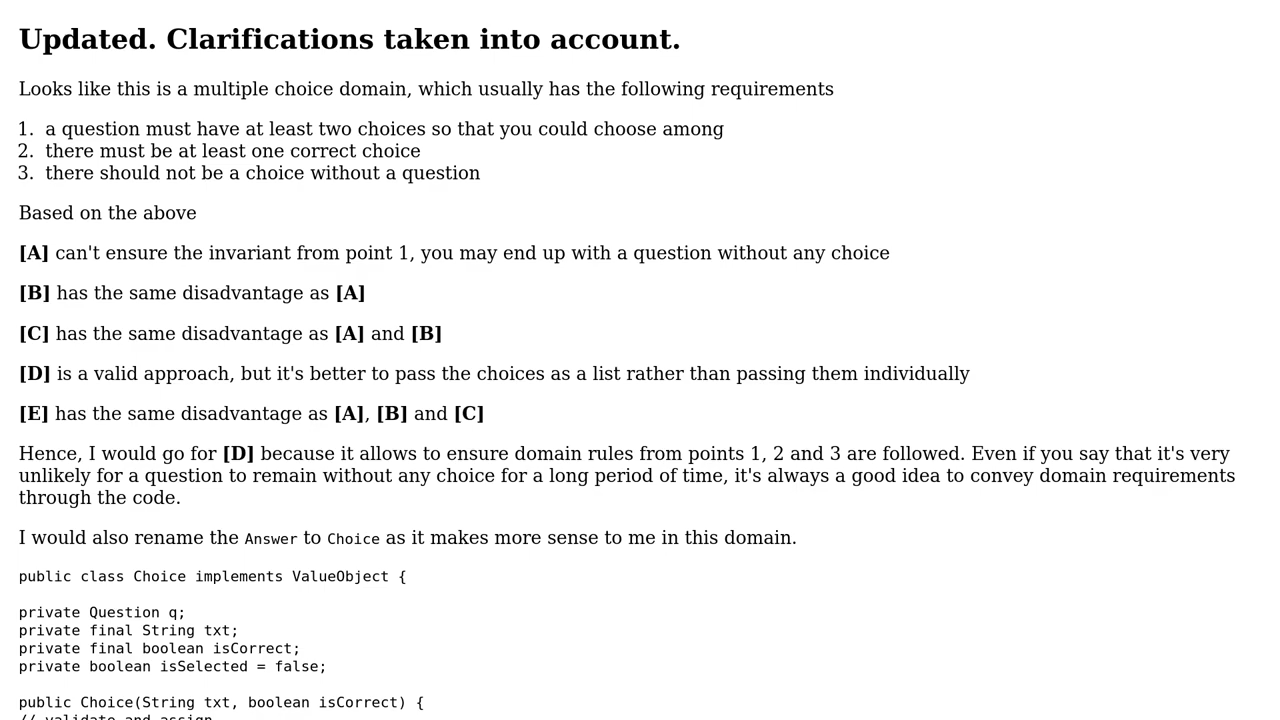 Updated. Clarifications taken into account.
Looks like this is a multiple choice domain, which usually has the following requirements
1. a question must have at least two choices so that you could choose among
2. there must be at least one correct choice
3. there should not be a choice without a question
Based on the above
[A] can't ensure the invariant from point 1, you may end up with a question without any choice
[B] has the same disadvantage as [A]
[C] has the same disadvantage as [A] and [B]
[D] is a valid approach, but it's better to pass the choices as a list rather than passing them individually
[E] has the same disadvantage as [A], [B] and [C]
Hence, I would go for [D] because it allows to ensure domain rules from points 1, 2 and 3 are followed. Even if you say that it's very
unlikely for a question to remain without any choice for a long period of time, it's always a good idea to convey domain requirements
through the code.
I would also rename the Answer to Choice as it makes more sense to me in this domain.
public class Choice implements ValueObject {
private Question q;
private final String txt;
private final boolean isCorrect;
private boolean isSelected = false;
public Choice(String txt, boolean isCorrect) {
// validate and assign